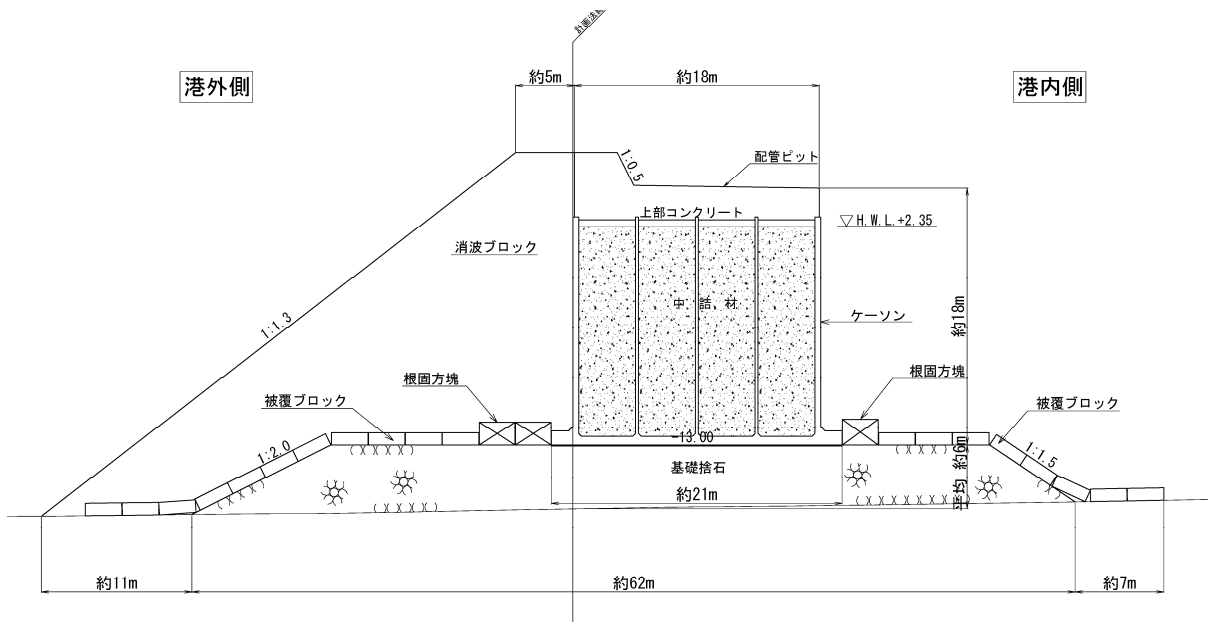 港外側
約5m
約18m
港内側
1:0.5
配管ピット
上部コンクリート
▽H.W.L.+2.35
消波ブロック
中詰材
ケーソン
1:1.3
約18m
根固方塊
根固方塊
被覆ブロック
被覆ブロック
-13.00
1:2.0
1:1.5
基礎捨石
平均 約6m
約21m
約11m
約62m
約7m